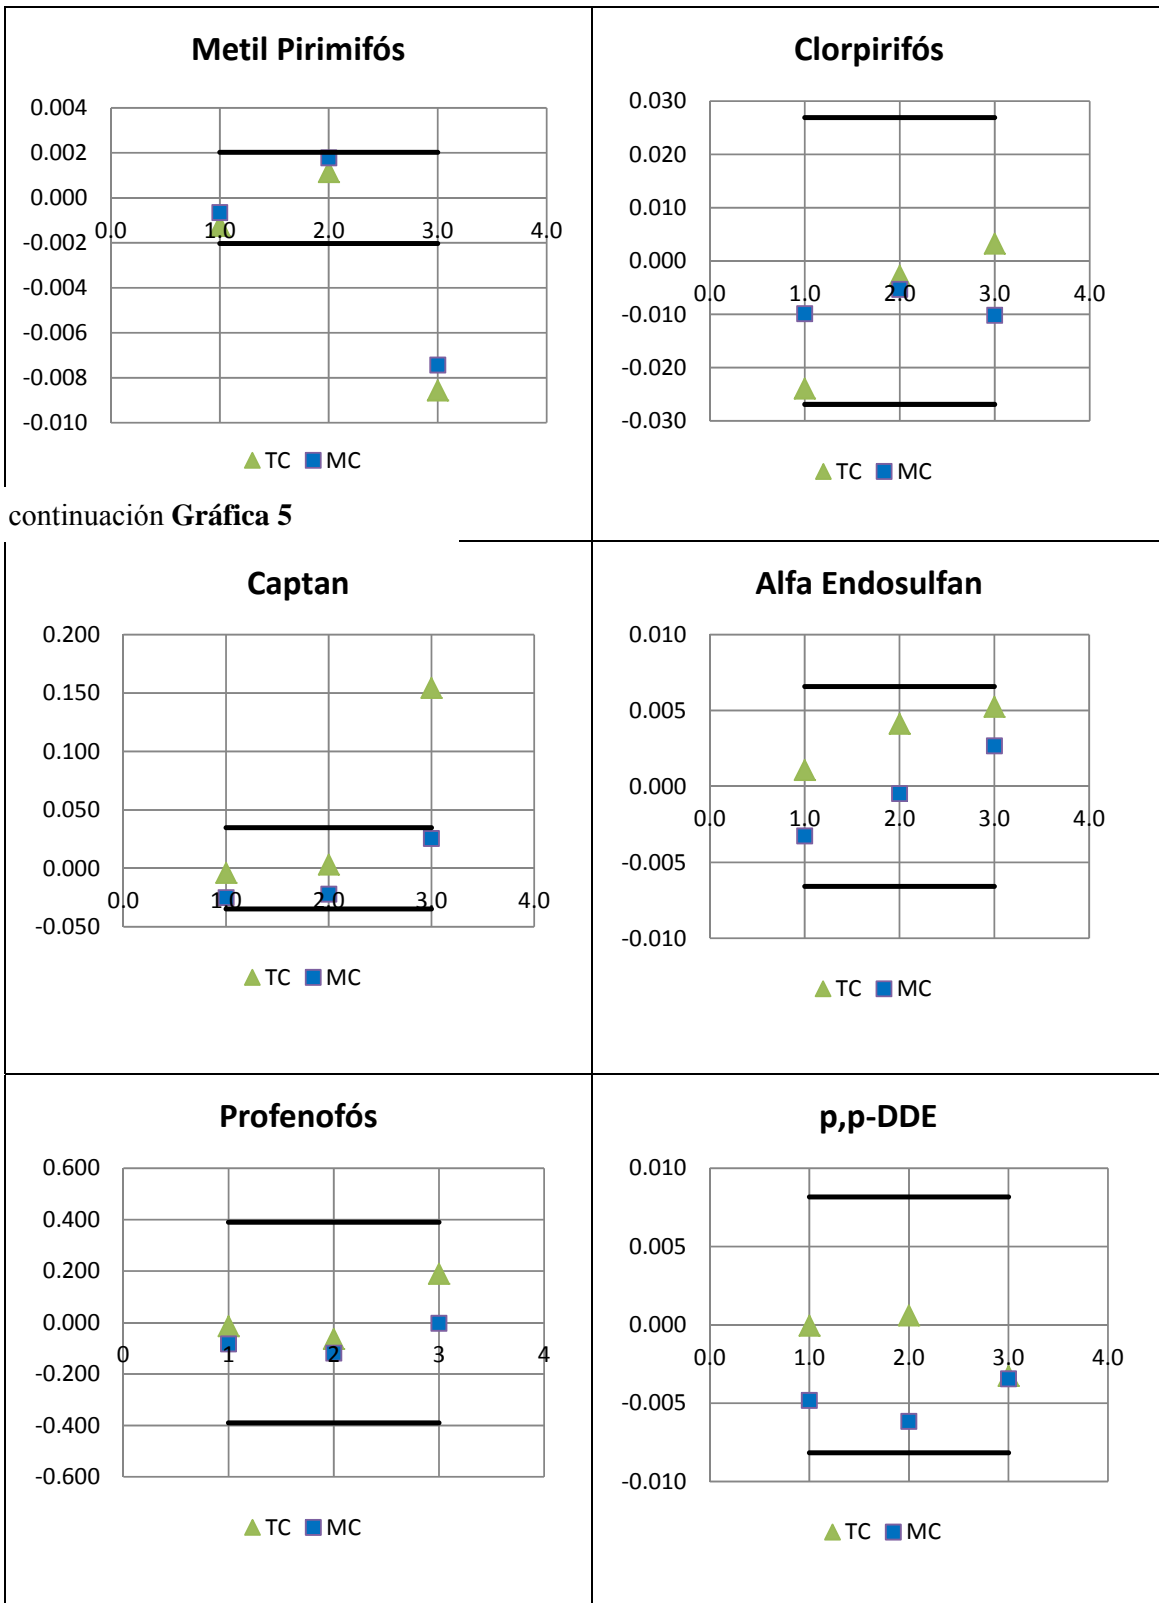 Metil Pirimifós
0.004
0.002
0.000
-0.002
-0.004
-0.006
-0.008
-0.010
0.0 1.0 2.0 3.0 4.0
TC MC
Clorpirifós
0.030
0.020
0.010
0.000
-0.010
-0.020
-0.030
0.0 1.0 2.0 3.0 4.0
TC MC
continuación Gráfica 5
Captan
0.200
0.150
0.100
0.050
0.000
-0.050
0.0 1.0 2.0 3.0 4.0
TC MC
Alfa Endosulfan
0.010
0.005
0.000
-0.005
-0.010
0.0 1.0 2.0 3.0 4.0
TC MC
Profenofós
0.600
0.400
0.200
0.000
-0.200
-0.400
-0.600
0 1 2 3 4
TC MC
p,p-DDE
0.010
0.005
0.000
-0.005
-0.010
0.0 1.0 2.0 3.0 4.0
TC MC